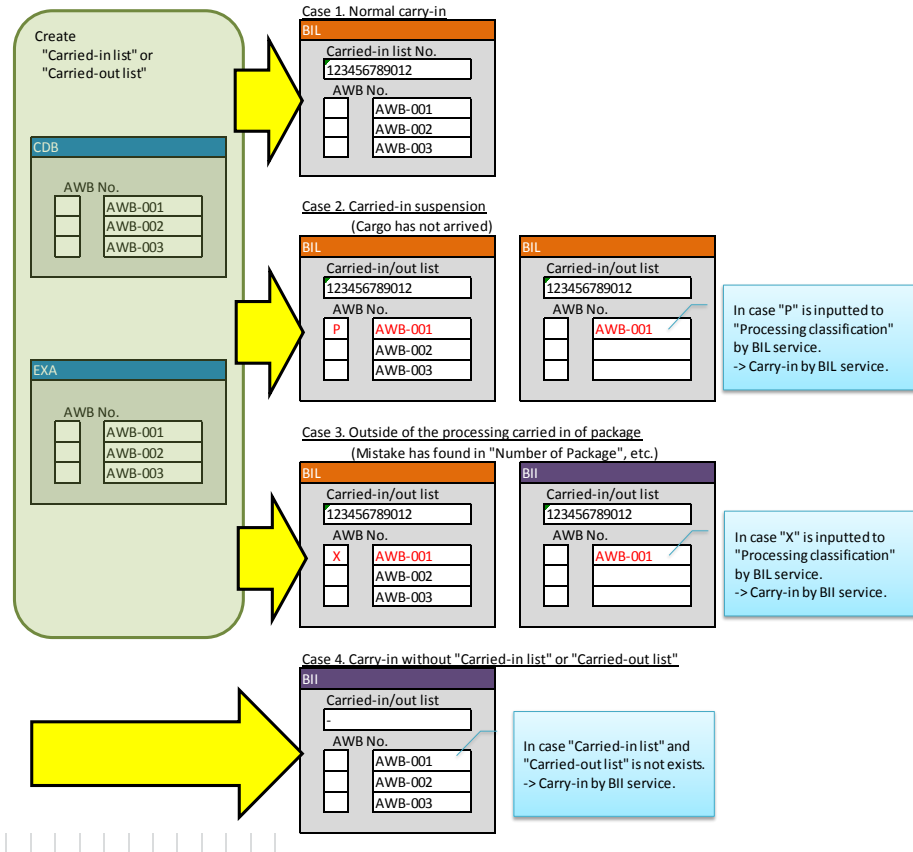 Create
"Carried-in list" or
"Carried-out list"
CDB
AWB No.
AWB-001
AWB-002
AWB-003
EXA
AWB No.
AWB-001
AWB-002
AWB-003
Case 1. Normal carry-in
BIL
Carried-in list No.
123456789012
AWB No.
AWB-001
AWB-002
AWB-003
Case 2. Carried-in suspension
(Cargo has not arrived)
BIL
Carried-in/out list
123456789012
AWB No.
P AWB-001
AWB-002
AWB-003
BIL
Carried-in/out list
123456789012
AWB No.
AWB-001
In case "P" is inputted to
"Processing classification"
by BIL service.
-> Carry-in by BIL service.
Case 3. Outside of the processing carried in of package
(Mistake has found in "Number of Package", etc.)
BIL
Carried-in/out list
123456789012
AWB No.
X AWB-001
AWB-002
AWB-003
BII
Carried-in/out list
123456789012
AWB No.
AWB-001
In case "X" is inputted to
"Processing classification"
by BIL service.
-> Carry-in by BII service.
Case 4. Carry-in without "Carried-in list" or "Carried-out list"
BII
Carried-in/out list
-
AWB No.
AWB-001
AWB-002
AWB-003
In case "Carried-in list" and
"Carried-out list" is not exists.
-> Carry-in by BII service.